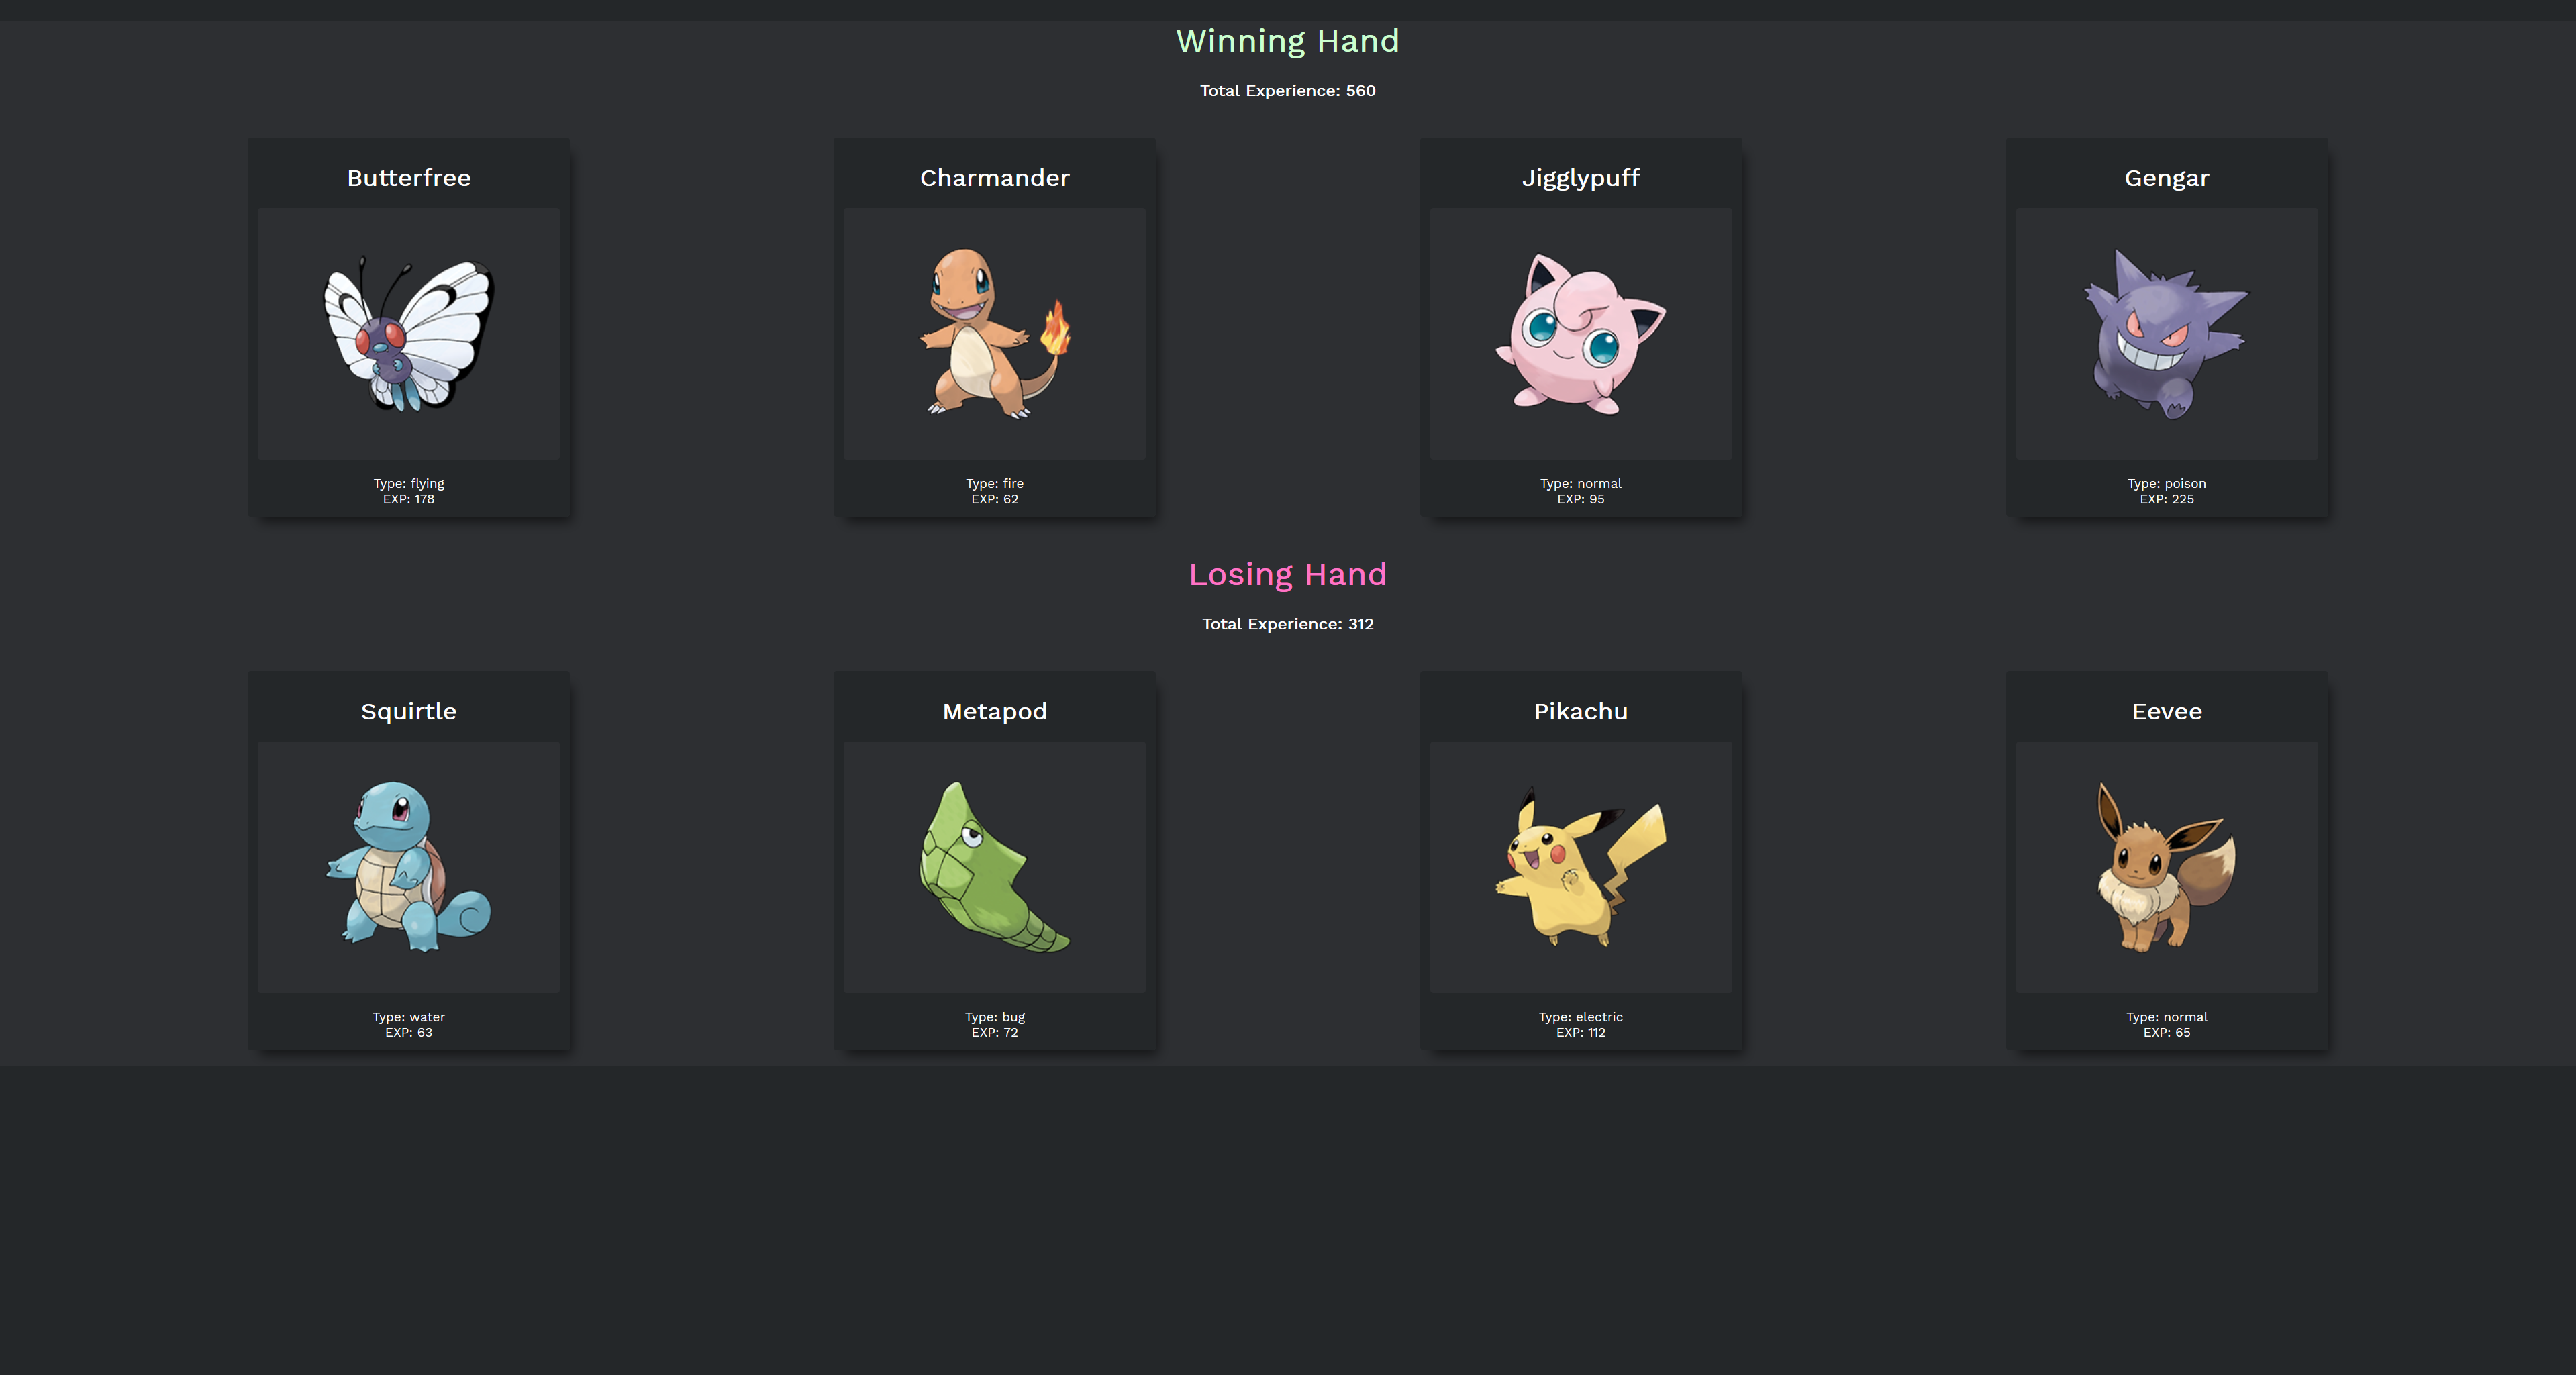 Winning Hand
Total Experience: 560
Butterfree
Charmander
Jigglypuff
Gengar
Type: flying
EXP: 178
Type: fire
EXP: 62
Type: normal
EXP: 95
Type: poison
EXP: 225
Losing Hand
Total Experience: 312
Squirtle
Metapod
Pikachu
Eevee
Type: water
EXP: 63
Type: bug
EXP: 72
Type: electric
EXP: 112
Type: normal
EXP: 65